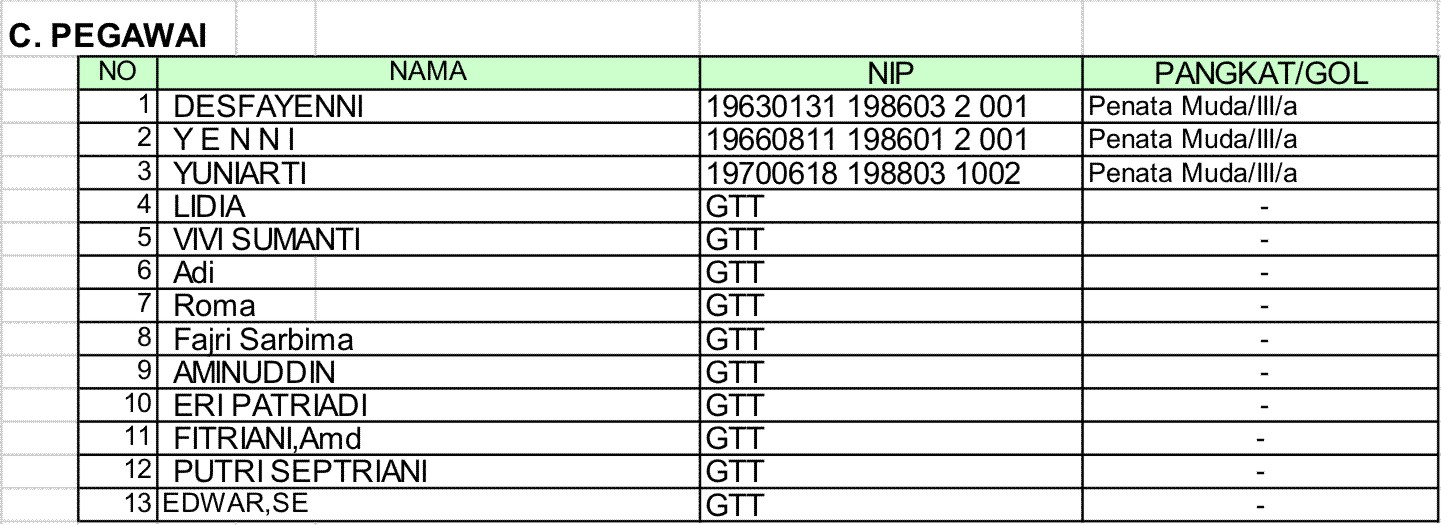 C. PEGAWAI
NO NAMA NIP PANGKAT/GOL
1 DESFAYENNI 19630131 198603 2 001 Penata Muda/III/a
2 Y E N N I 19660811 198601 2 001 Penata Muda/III/a
3 YUNIARTI 19700618 198803 1002 Penata Muda/III/a
4 LIDIA GTT -
5 VIVI SUMANTI GTT -
6 Adi GTT -
7 Roma GTT -
8 Fajri Sarbima GTT -
9 AMINUDDIN GTT -
10 ERI PATRIADI GTT -
11 FITRIANI,Amd GTT -
12 PUTRI SEPTRIANI GTT -
13 EDWAR,SE GTT -